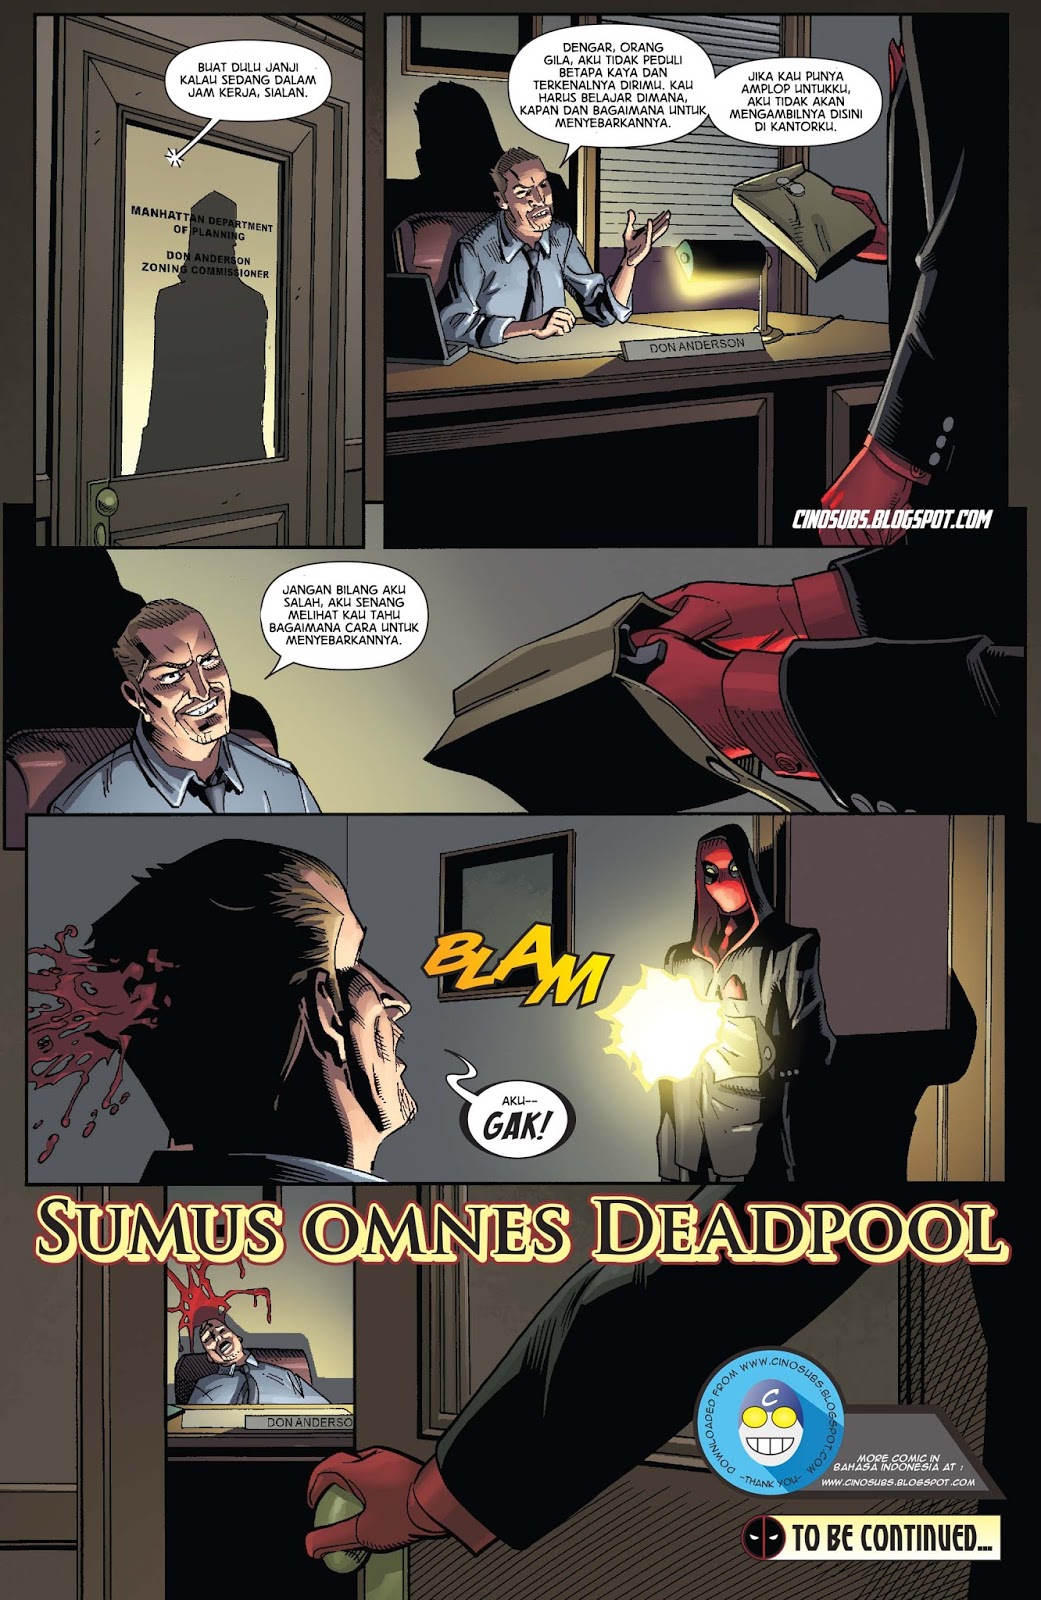 BUAT DULU JANJI
KALAU SEDANG DALAM
JAM KERJA, SIALAN.
MANHATTAN DEPARTMENT
OF PLANNING
DON ANDERSON
ZONING COMMISSIONER
DENGAR, ORANG
GILA, AKU TIDAK PEDULI
BETAPA KAYA DAN
TERKENALNYA DIRIMU. KAU
HARUS BELAJAR DIMANA,
KAPAN DAN BAGAIMANA UNTUK
MENYEBARKANNYA.
JIKA KAU PUNYA
AMPLOP UNTUKKU,
AKU TIDAK AKAN
MENGAMBILNYA DISINI
DI KANTORKU.
DON ANDERSON
CINOSUBS.BLOGSPOT.COM
JANGAN BILANG AKU
SALAH, AKU SENANG
MELIHAT KAU TAHU
BAGAIMANA CARA UNTUK
MENYEBARKANNYA.
BLAM
AKU--
GAK!
SUMUS OMNES DEADPOOL
DON ANDERSO
DOWNLOADED FROM WWW.CINOSUBS.BLOGSPOT.COM
C
-THANK YOU-
MORE COMIC IN
BAHASA INDONESIA AT :
WWW.CINOSUBS.BLOGSPOT.COM
TO BE CONTINUED...